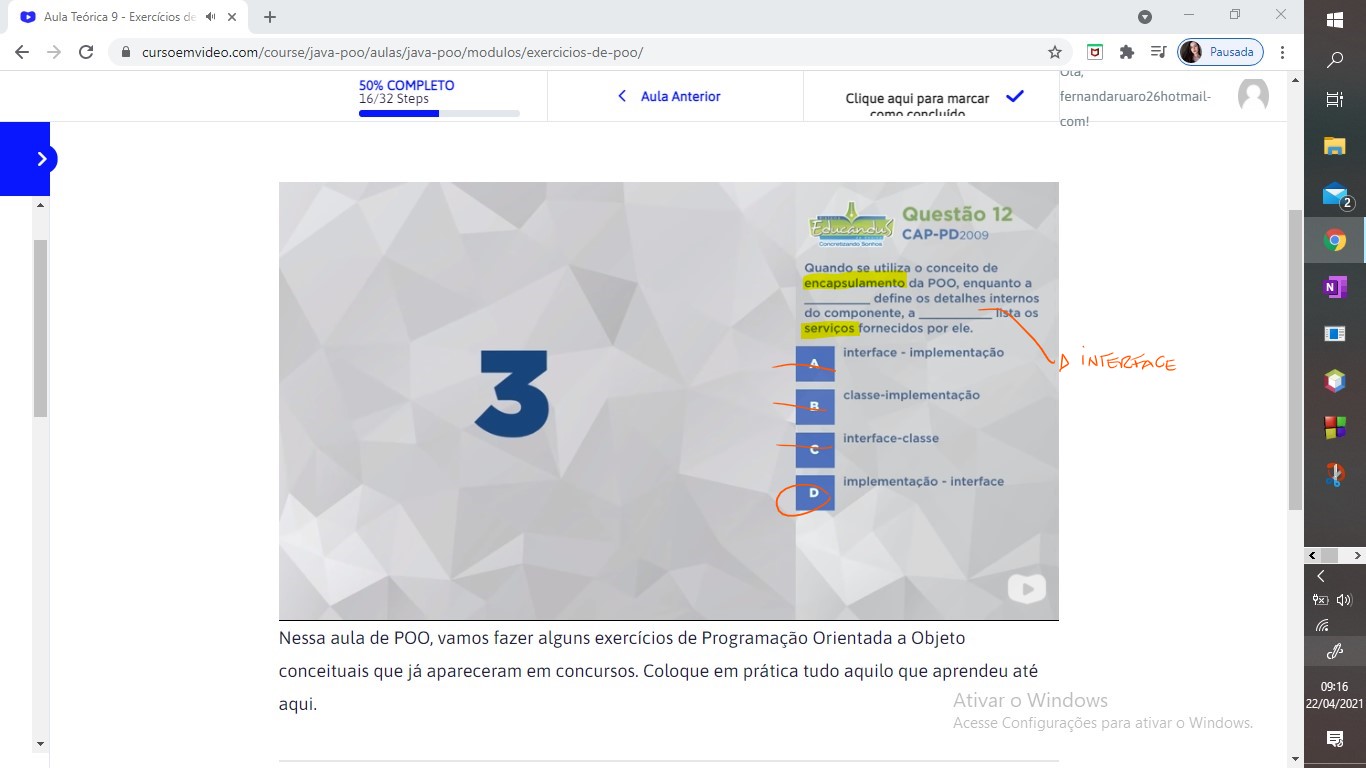 Aula Teórica 9 - Exercícios de
cursoemvideo.com/course/java-poo/aulas/java-poo/modulos/exercicios-de-poo/
Pausada
50% COMPLETO
16/32 Steps
Aula Anterior
Clique aqui para marcar
como concluído
Olá,
fernandaruaro26hotmail-
com!
Educandus
Concretizando Sonhos
Questão 12
CAP-PD2009
Quando se utiliza o conceito de
encapsulamento da POO, enquanto a
__________ define os detalhes internos
do componente, a ___________ lista os
serviços fornecidos por ele.
A interface - implementação
B classe-implementação
C interface-classe
D implementação - interface
INTERFACE
3
Nessa aula de POO, vamos fazer alguns exercícios de Programação Orientada a Objeto
conceituais que já apareceram em concursos. Coloque em prática tudo aquilo que aprendeu até
aqui.
Ativar o Windows
Acesse Configurações para ativar o Windows.
2
N
09:16
22/04/2021